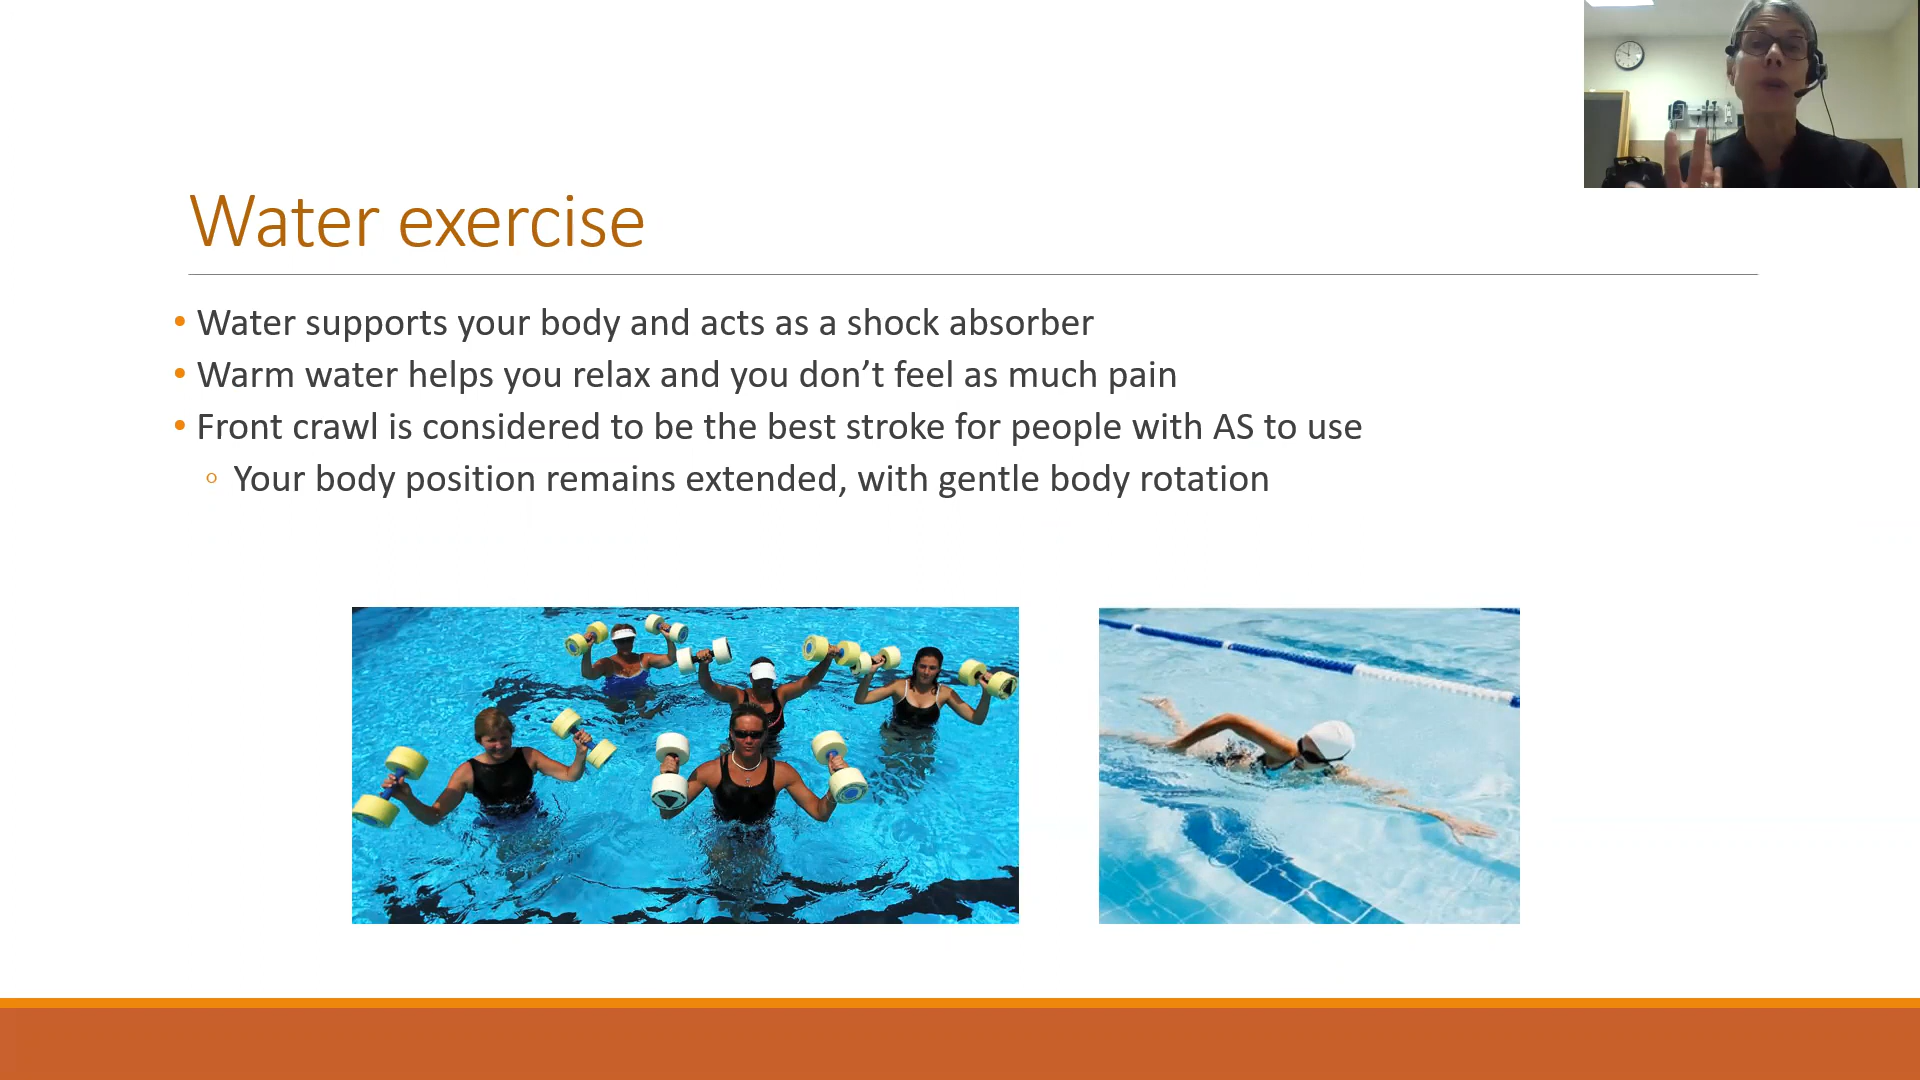 Water exercise
• Water supports your body and acts as a shock absorber
• Warm water helps you relax and you don’t feel as much pain
• Front crawl is considered to be the best stroke for people with AS to use
◦ Your body position remains extended, with gentle body rotation